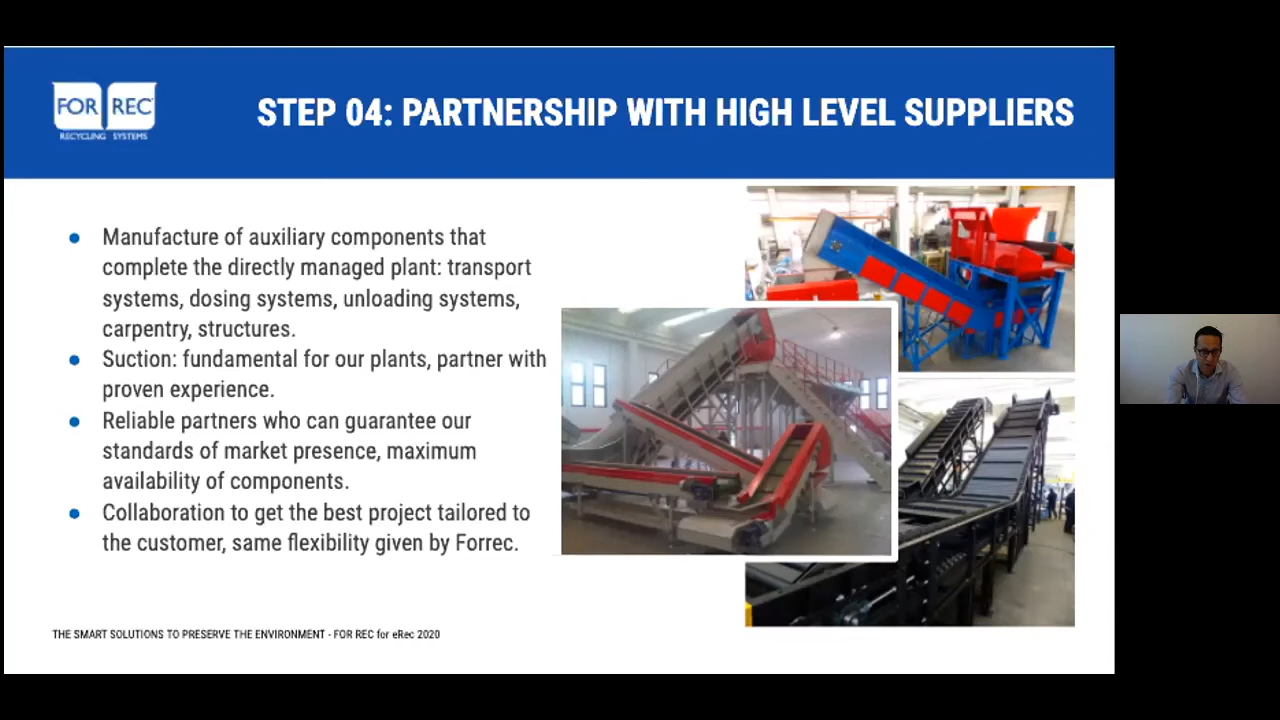 FOR REC
RECYCLING SYSTEMS
STEP 04: PARTNERSHIP WITH HIGH LEVEL SUPPLIERS
Manufacture of auxiliary components that
complete the directly managed plant: transport
systems, dosing systems, unloading systems,
carpentry, structures.
Suction: fundamental for our plants, partner with
proven experience.
Reliable partners who can guarantee our
standards of market presence, maximum
availability of components.
Collaboration to get the best project tailored to
the customer, same flexibility given by Forrec.
THE SMART SOLUTIONS TO PRESERVE THE ENVIRONMENT - FOR REC for eRec 2020